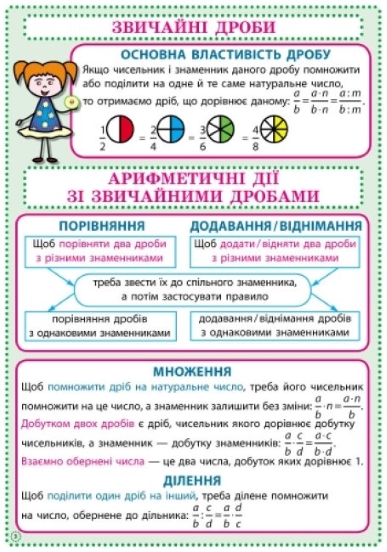 ЗВИЧАЙНІ ДРОБИ
ОСНОВНА ВЛАСТИВІСТЬ ДРОБУ
Якщо чисельник і знаменник даного дробу помножити
або поділити на одне й те саме натуральне число,
то отримаємо дріб, що дорівнює даному: a/b = a·n/b·n = a:m/b:m.
1/2 = 2/4 = 3/6 = 4/8
АРИФМЕТИЧНІ ДІЇ
ЗІ ЗВИЧАЙНИМИ ДРОБАМИ
ПОРІВНЯННЯ
Щоб порівняти два дроби
з різними знаменниками
ДОДАВАННЯ/ВІДНІМАННЯ
Щоб додати/відняти два дроби
з різними знаменниками
треба звести їх до спільного знаменника,
а потім застосувати правило
порівняння дробів
з однаковими знаменниками
додавання/віднімання дробів
з однаковими знаменниками
МНОЖЕННЯ
Щоб помножити дріб на натуральне число, треба його чисельник
помножити на це число, а знаменник залишити без зміни: a/b · n = a·n/b.
Добутком двох дробів є дріб, чисельник якого дорівнює добутку
чисельників, а знаменник — добутку знаменників: a/b · c/d = a·c/b·d.
Взаємно обернені числа — це два числа, добуток яких дорівнює 1.
ДІЛЕННЯ
Щоб поділити один дріб на інший, треба ділене помножити
на число, обернене до дільника: a/b : c/d = a/b · d/c